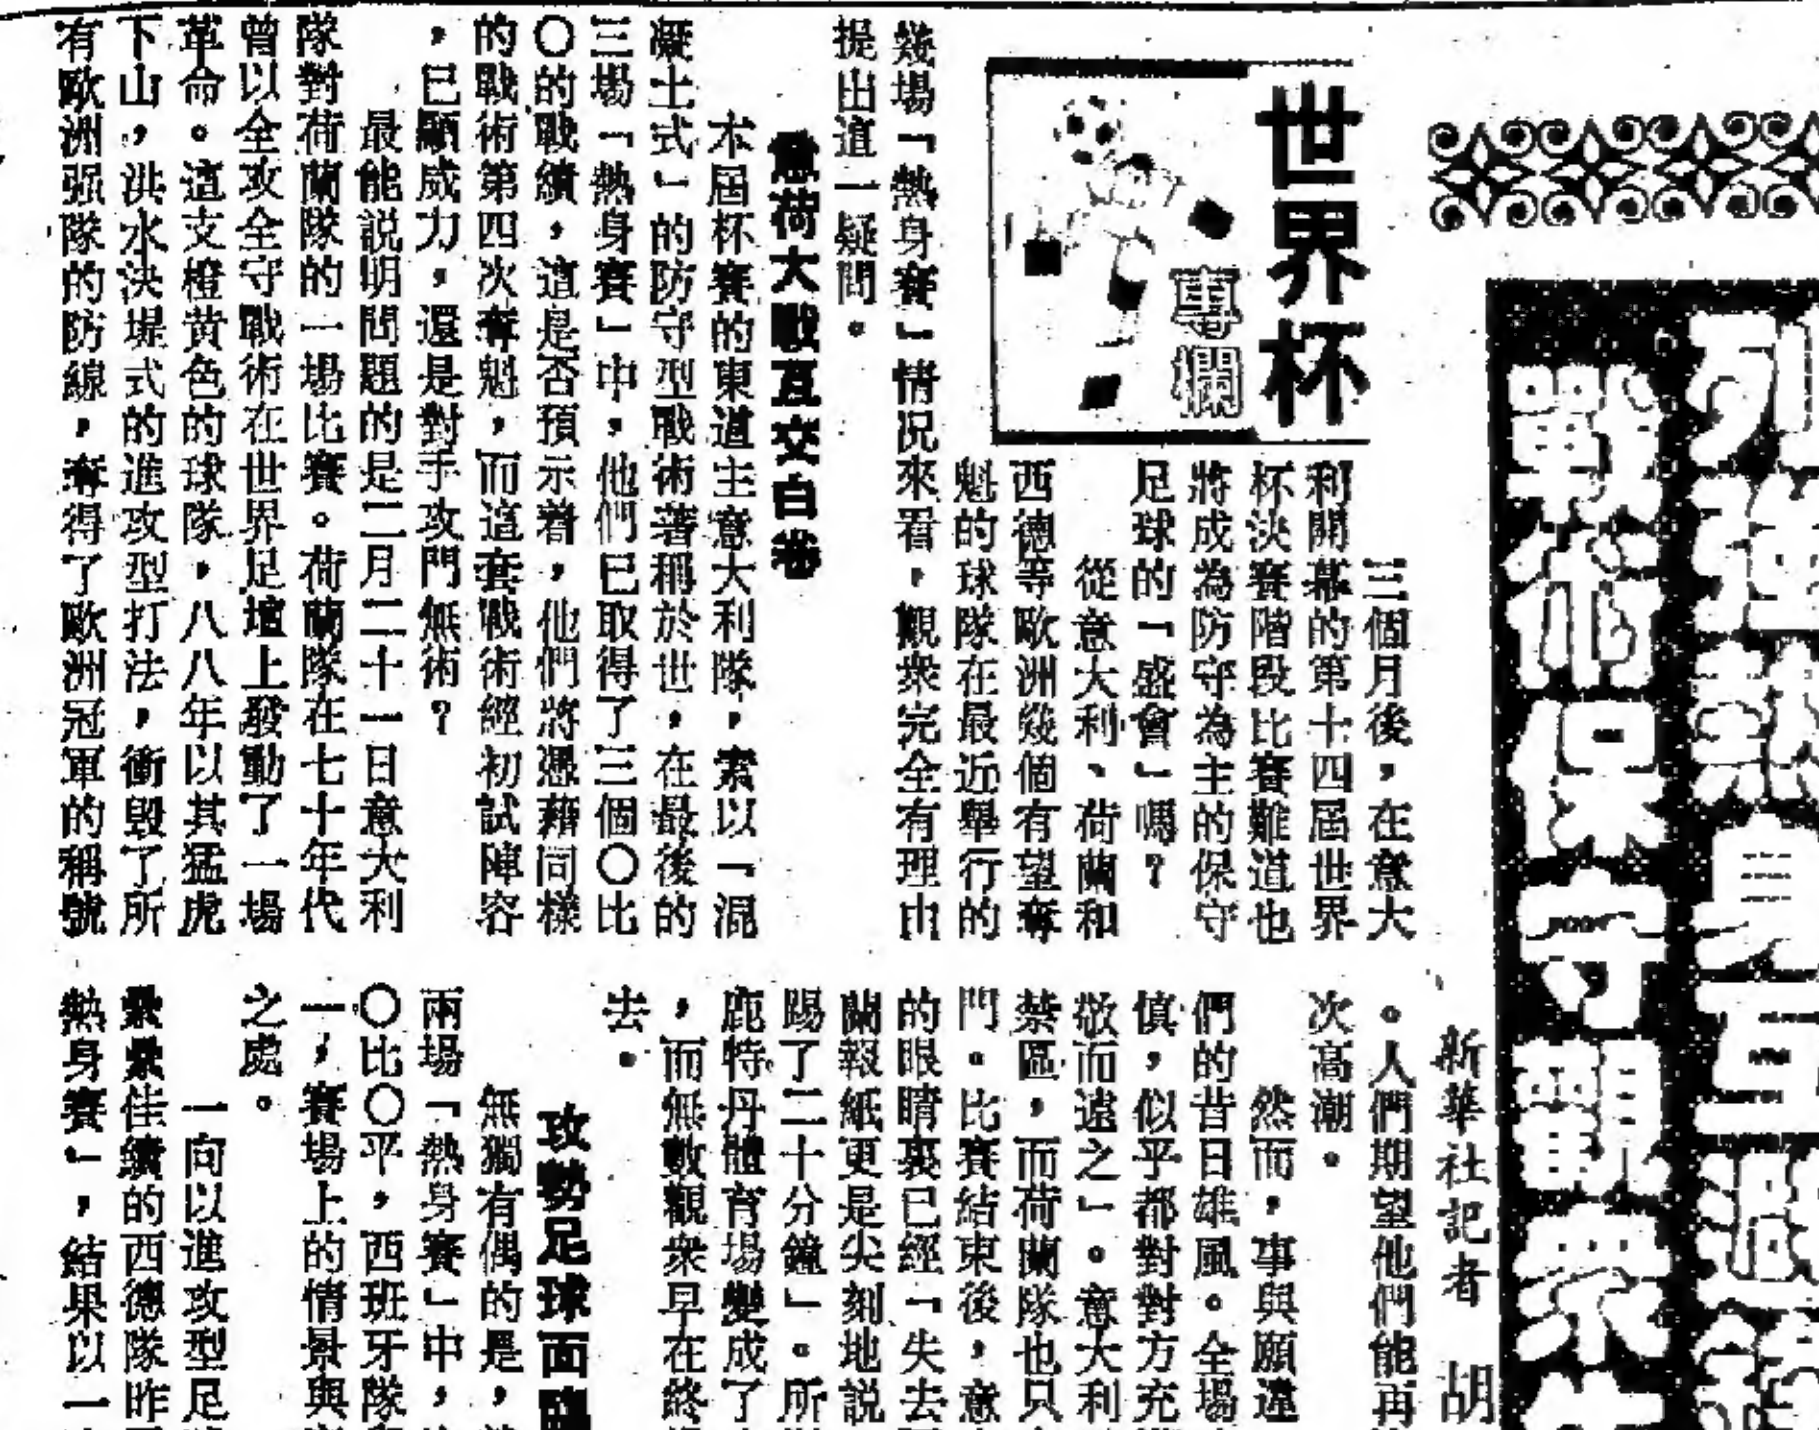 列強熱身互
戰術保守觀眾
新華社記者 胡
世界杯
專欄
三個月後，在意大
利開幕的第十四屆世界
杯決賽階段比賽難道也
將成為防守為主的保守
足球的「盛會」嗎？
從意大利、荷蘭和
西德等歐洲幾個有望奪
魁的球隊在最近舉行的
幾場「熱身賽」情況來看，觀衆完全有理由
提出這一疑問。
意荷大戰互交白卷
本屆杯賽的東道主意大利隊，素以「混
凝土式」的防守型戰術著稱於世，在最後的
三場「熱身賽」中，他們已取得了三個〇比
〇的戰績，這是否預示着，他們將憑藉同樣
的戰術第四次奪魁，而這套戰術經初試陣容
，已顯威力，還是對手攻門無術？
最能説明問題的是二月二十一日意大利
隊對荷蘭隊的一場比賽。荷蘭隊在七十年代
曾以全攻全守戰術在世界足壇上發動了一場
革命。這支橙黃色的球隊，八八年以其猛虎
下山，洪水決堤式的進攻型打法，衝毀了所
有歐洲强隊的防線，奪得了歐洲冠軍的稱號
。人們期望他們能再
次高潮。
然而，事與願違
們的昔日雄風。全場
慎，似乎都對對方充
敬而遠之」。意大利
禁區，而荷蘭隊也只
門。比賽結束後，意
的眼睛裏已經「失去
蘭報紙更是尖刻地説
踢了二十分鐘」。所
鹿特丹體育場變成了
，而無數觀衆早在終
去。
攻勢足球面臨
無獨有偶的是，
兩場「熱身賽」中，
〇比〇平，西班牙隊
一，賽場上的情景與
之處。
一向以進攻型足
纍纍佳績的西德隊昨
熱身賽」，結果以一